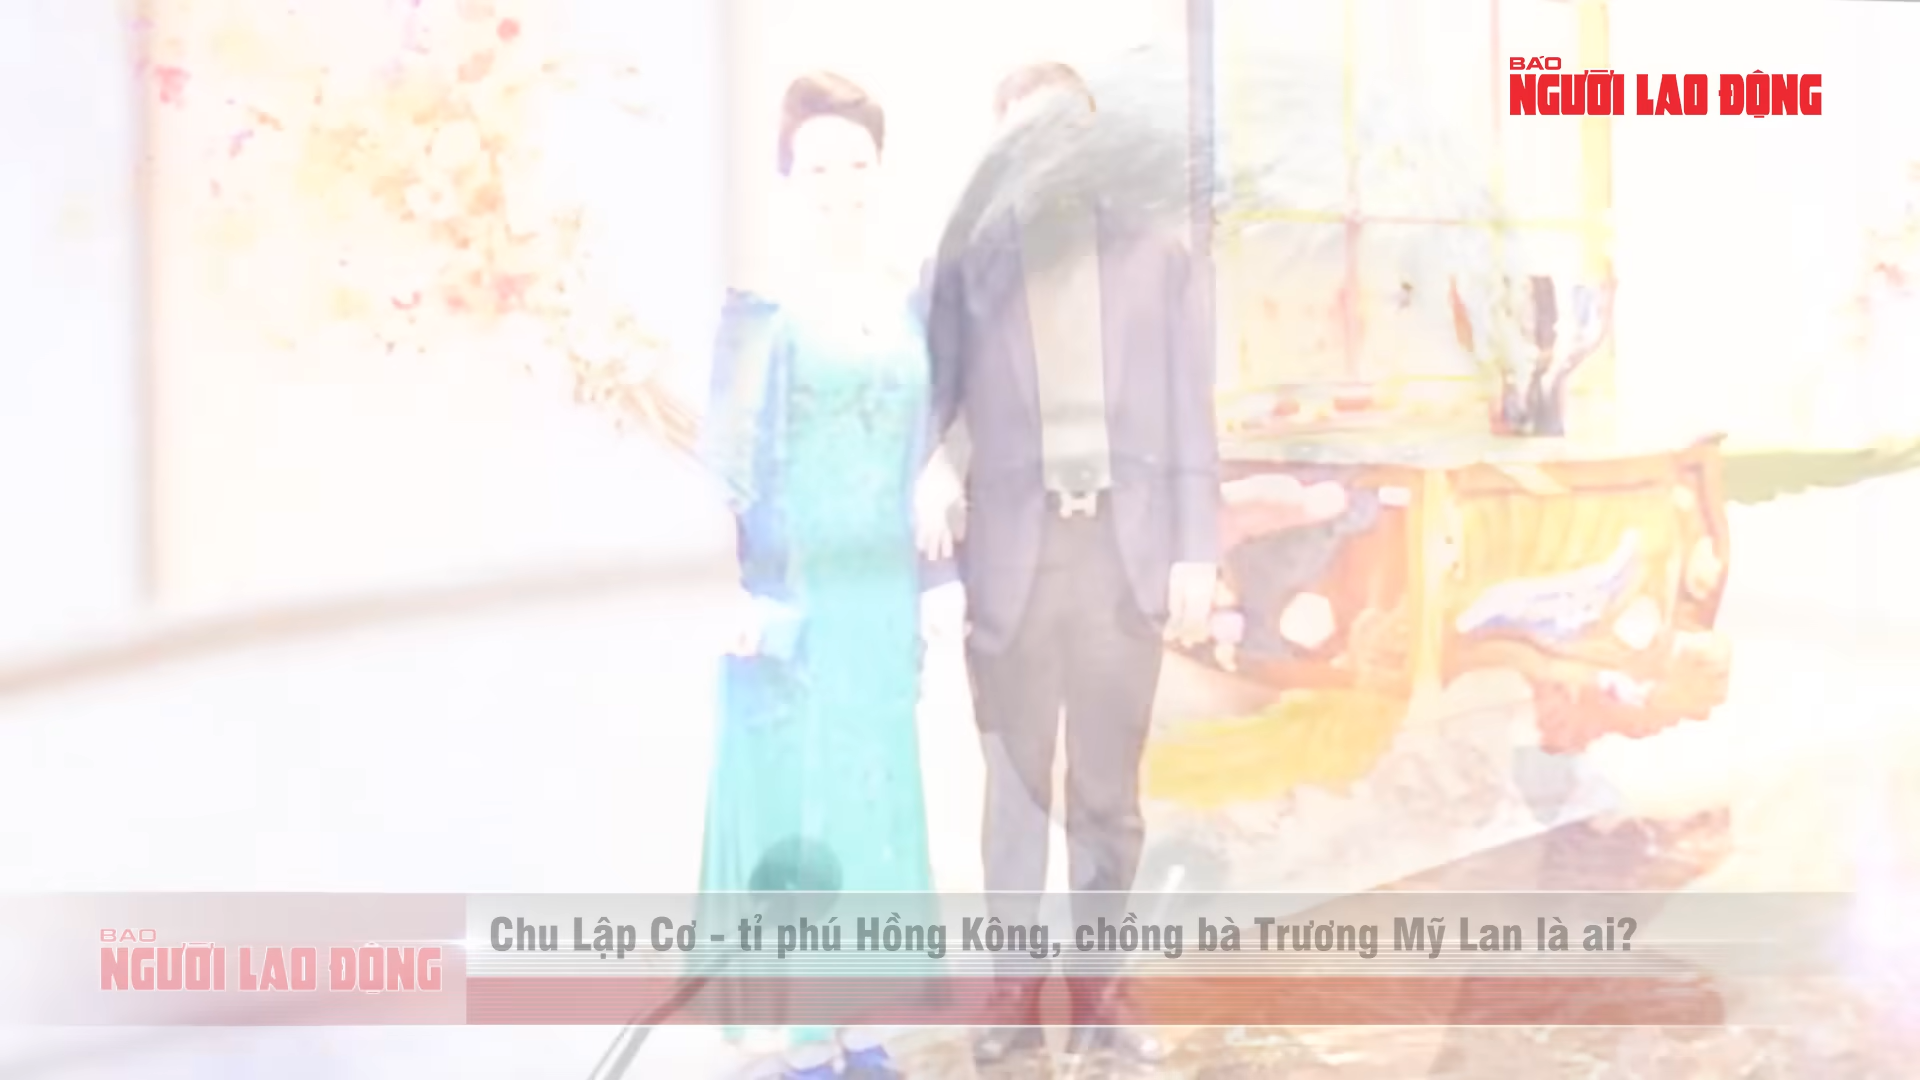 BÁO
NGƯỜI LAO ĐỘNG
Chu Lập Cơ - tỉ phú Hồng Kông, chồng bà Trương Mỹ Lan là ai?
BÁO
NGƯỜI LAO ĐỘNG